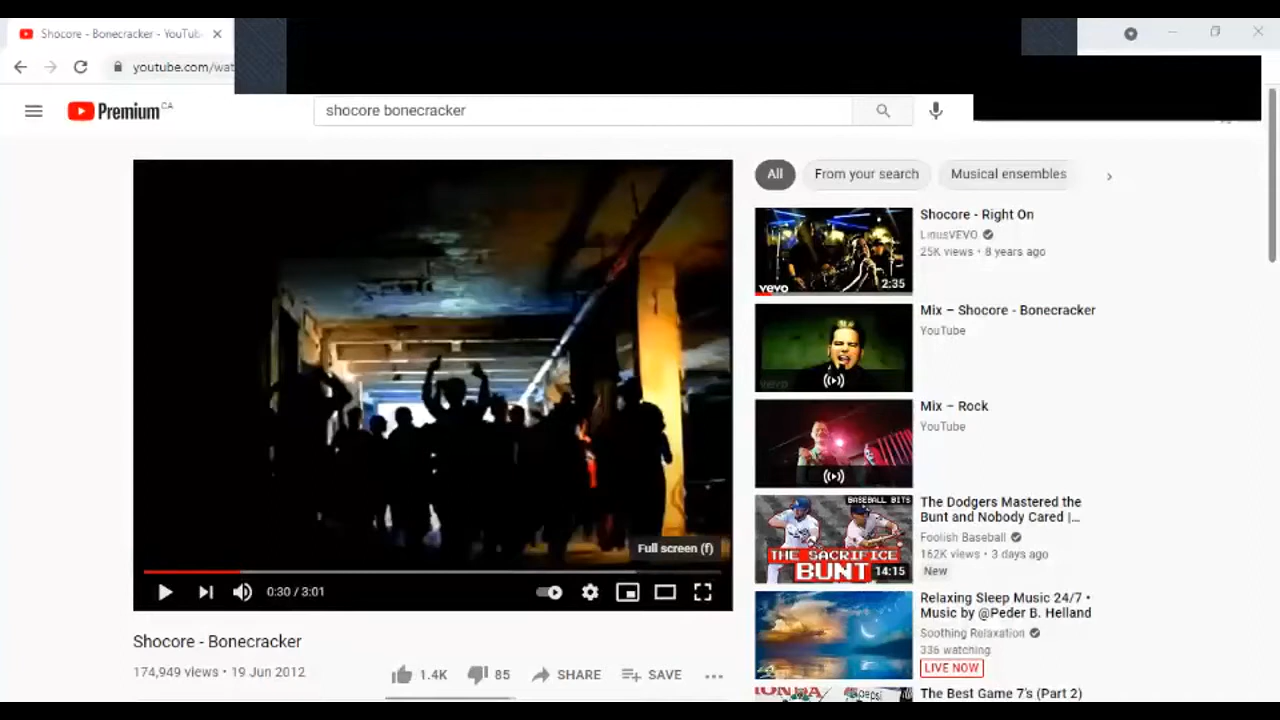 Shocore - Bonecracker - YouTub
youtube.com/wat
Premium CA
shocore bonecracker
All
From your search
Musical ensembles
vevo
2:35
Shocore - Right On
LinusVEVO
25K views • 8 years ago
vevo
Mix – Shocore - Bonecracker
YouTube
Mix – Rock
YouTube
BASEBALL BITS
THE SACRIFICE
BUNT
14:15
The Dodgers Mastered the
Bunt and Nobody Cared |...
Foolish Baseball
162K views • 3 days ago
New
Relaxing Sleep Music 24/7 •
Music by @Peder B. Helland
Soothing Relaxation
336 watching
LIVE NOW
pepsi
The Best Game 7's (Part 2)
Full screen (f)
0:30 / 3:01
Shocore - Bonecracker
174,949 views • 19 Jun 2012
1.4K
85
SHARE
SAVE